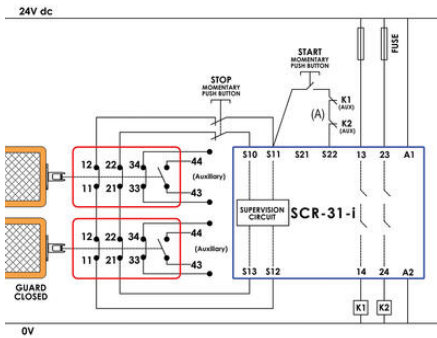 24V dc
START
MOMENTARY
PUSH BUTTON
FUSE
STOP
MOMENTARY
PUSH BUTTON
K1
(AUX)
(A)
K2
(AUX)
12 22 34
44
(Auxiliary)
43
11 21 33
S10 S11 S21 S22 13 23 A1
SUPERVISION
CIRCUIT
SCR-31-i
12 22 34
44
(Auxiliary)
43
11 21 33
S13 S12 14 24 A2
GUARD
CLOSED
K1 K2
0V